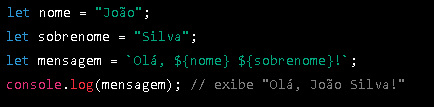 let nome = "João";
let sobrenome = "Silva";
let mensagem = `Olá, ${nome} ${sobrenome}!`;
console.log(mensagem); // exibe "Olá, João Silva!"